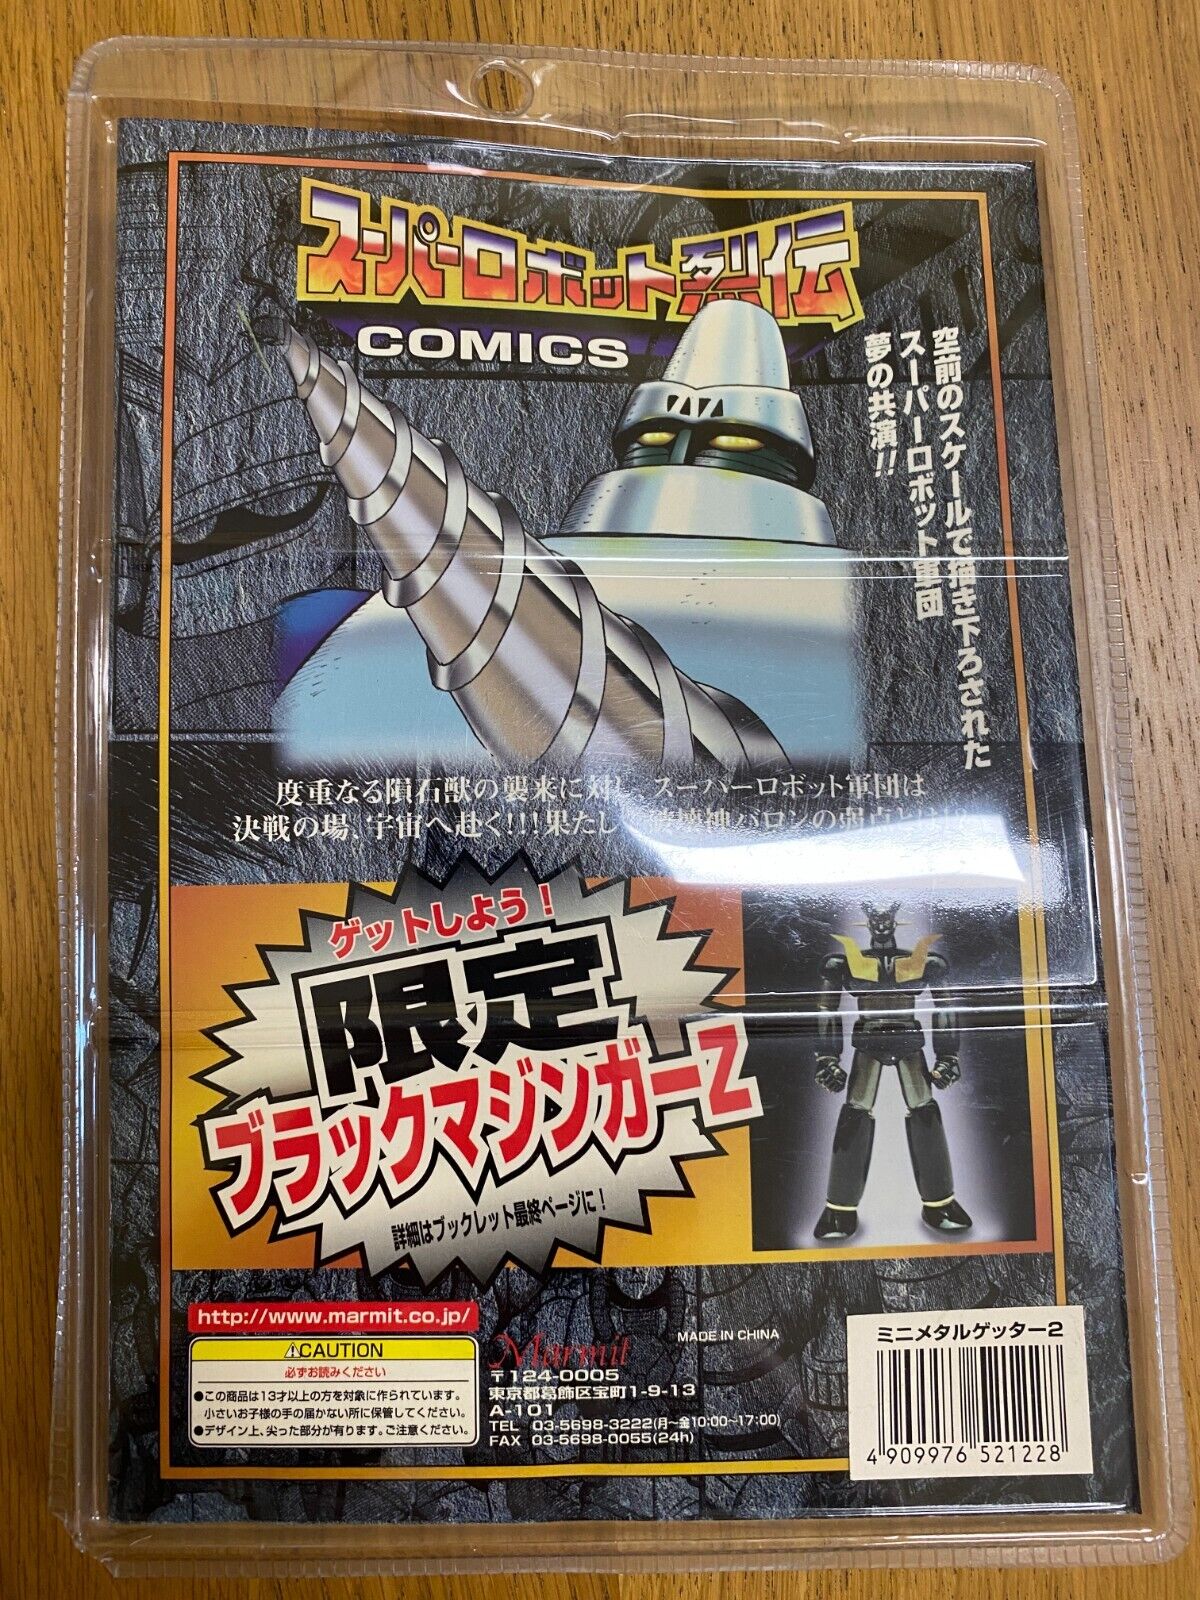 スーパーロボット烈伝
COMICS
空前のスケールで描き下ろされた
スーパーロボット軍団
夢の共演!!
度重なる隕石獣の襲来に対し スーパーロボット軍団は
決戦の場、宇宙へ赴く!!!果たし 破壊神バロンの弱点とは!?
ゲットしよう!
限定
ブラックマジンガーZ
詳細はブックレット最終ページに!
http://www.marmit.co.jp/
⚠CAUTION
必ずお読みください
●この商品は13才以上の方を対象に作られています。
小さいお子様の手の届かない所に保管してください。
●デザイン上、尖った部分が有ります。ご注意ください。
Marmit
MADE IN CHINA
〒124-0005
東京都葛飾区宝町1-9-13
A-101
TEL 03-5698-3222(月〜金10:00〜17:00)
FAX 03-5698-0055(24h)
ミニメタルゲッター2
4 909976 521228